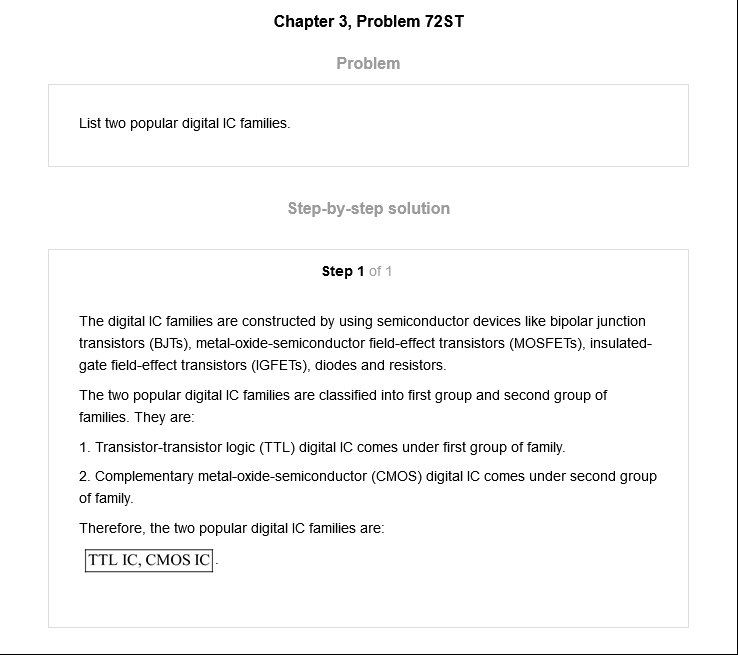 Chapter 3, Problem 72ST
Problem
List two popular digital IC families.
Step-by-step solution
Step 1 of 1
The digital IC families are constructed by using semiconductor devices like bipolar junction
transistors (BJTs), metal-oxide-semiconductor field-effect transistors (MOSFETs), insulated-
gate field-effect transistors (IGFETs), diodes and resistors.
The two popular digital IC families are classified into first group and second group of
families. They are:
1. Transistor-transistor logic (TTL) digital IC comes under first group of family.
2. Complementary metal-oxide-semiconductor (CMOS) digital IC comes under second group
of family.
Therefore, the two popular digital IC families are:
TTL IC, CMOS IC.